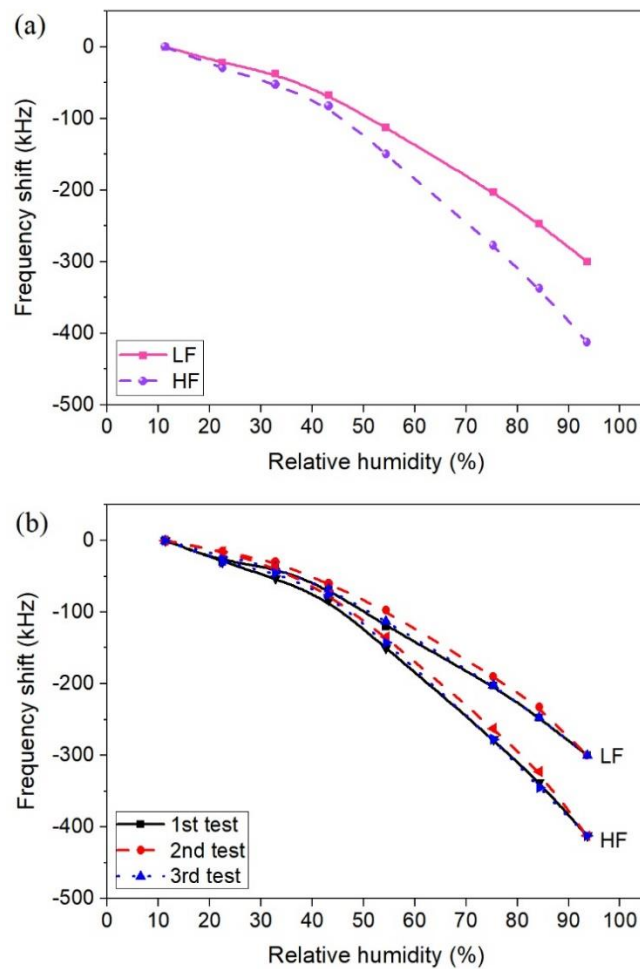 (a)
0
-100
-200
-300
-400
-500
Frequency shift (kHz)
LF
HF
0 10 20 30 40 50 60 70 80 90 100
Relative humidity (%)
(b)
0
-100
-200
-300
-400
-500
Frequency shift (kHz)
LF
HF
1st test
2nd test
3rd test
0 10 20 30 40 50 60 70 80 90 100
Relative humidity (%)